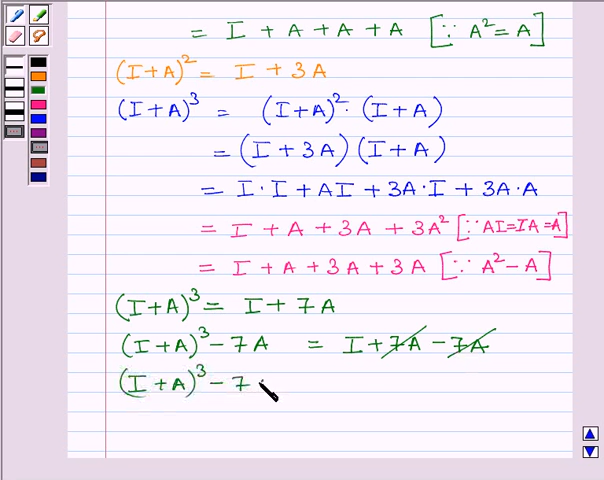 = I + A + A + A [∵ A² = A]
(I+A)² = I + 3A
(I+A)³ = (I+A)² · (I+A)
= (I + 3A) (I + A)
= I · I + AI + 3A · I + 3A · A
= I + A + 3A + 3A² [∵ AI = IA = A]
= I + A + 3A + 3A [∵ A² – A]
(I+A)³ = I + 7A
(I+A)³ – 7A = I + 7A – 7A
(I+A)³ – 7